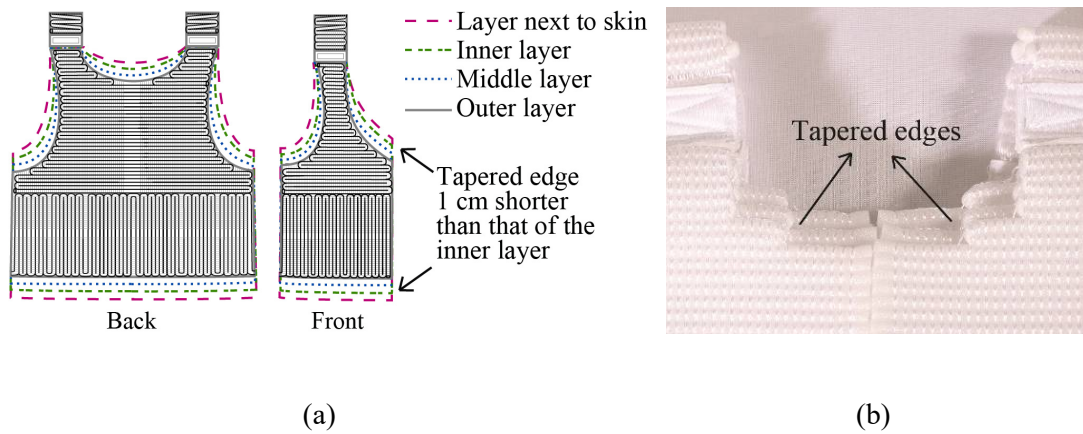 Layer next to skin
Inner layer
Middle layer
Outer layer
Tapered edge
1 cm shorter
than that of the
inner layer
Back
Front
(a)
Tapered edges
(b)